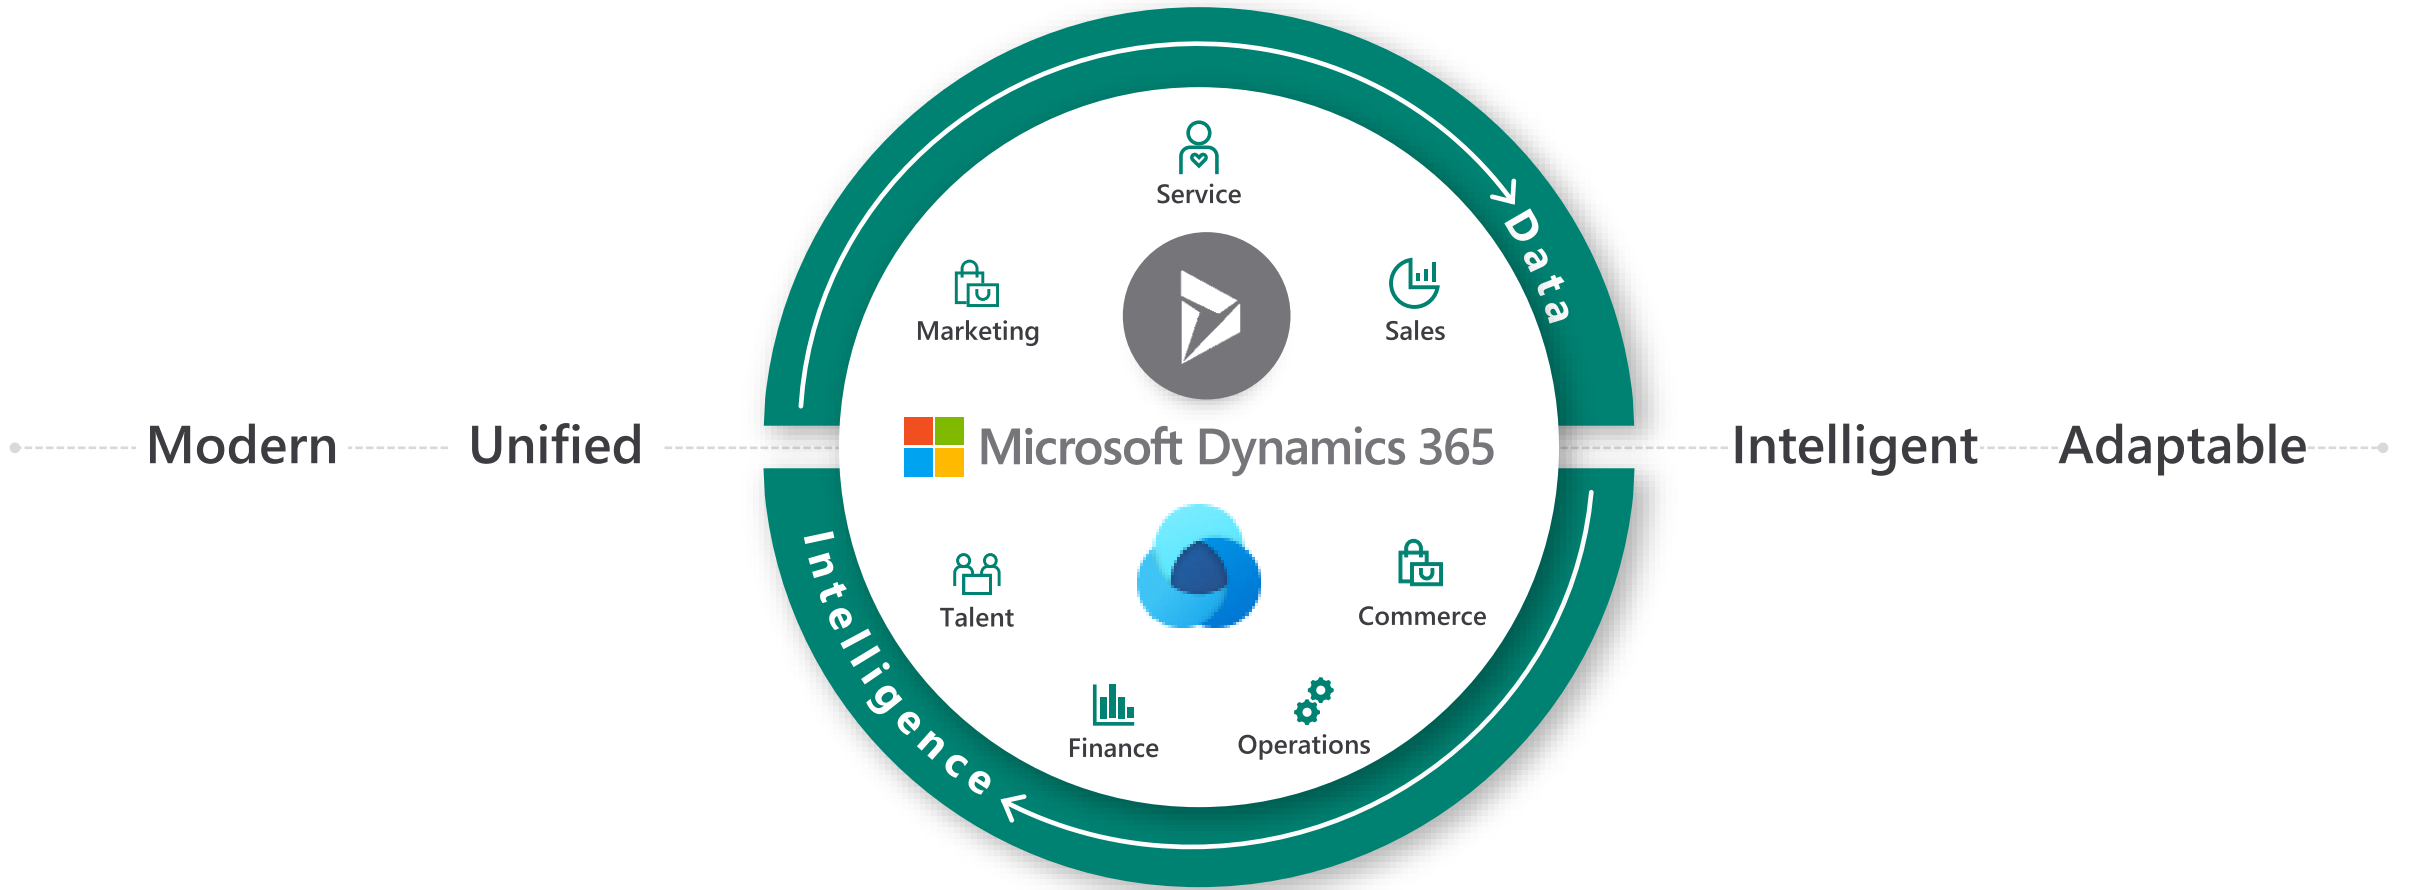 Service
Marketing
Sales
Data
Modern
Unified
Microsoft Dynamics 365
Intelligent
Adaptable
Talent
Commerce
Intelligence
Finance
Operations